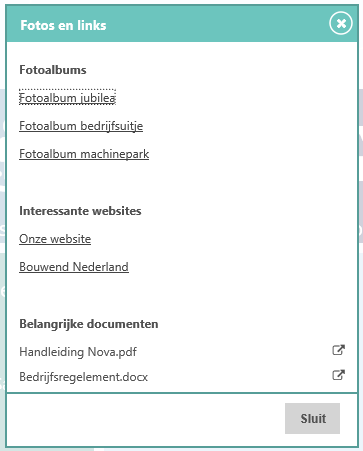 Fotos en links
Fotoalbums
Fotoalbum jubilea
Fotoalbum bedrijfsuitje
Fotoalbum machinepark
Interessante websites
Onze website
Bouwend Nederland
Belangrijke documenten
Handleiding Nova.pdf
Bedrijfsregelement.docx
Sluit